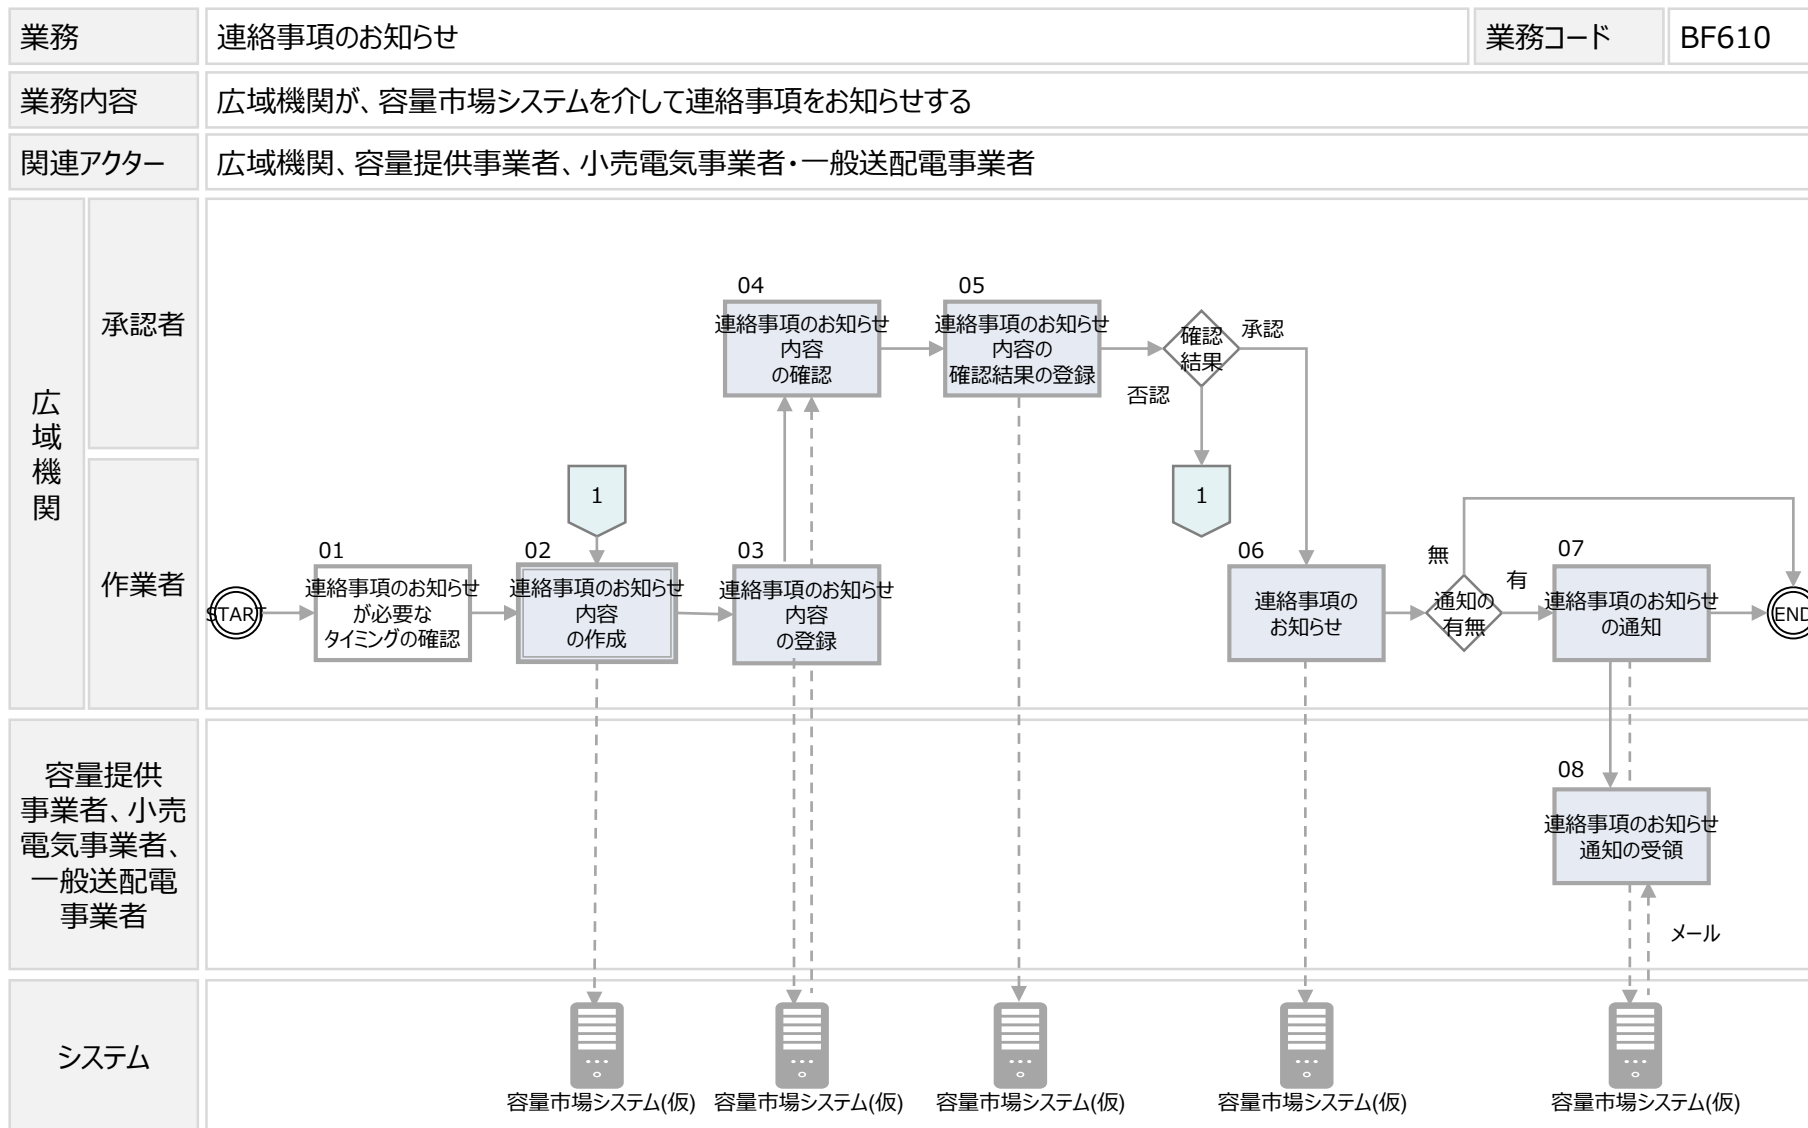 業務
連絡事項のお知らせ
業務コード
BF610
業務内容
広域機関が、容量市場システムを介して連絡事項をお知らせする
関連アクター
広域機関、容量提供事業者、小売電気事業者・一般送配電事業者
広
域
機
関
承認者
04
連絡事項のお知らせ
内容
の確認
05
連絡事項のお知らせ
内容の
確認結果の登録
確認
結果
承認
否認
作業者
START
01
連絡事項のお知らせ
が必要な
タイミングの確認
1
02
連絡事項のお知らせ
内容
の作成
03
連絡事項のお知らせ
内容
の登録
1
06
連絡事項の
お知らせ
通知の
有無
無
有
07
連絡事項のお知らせ
の通知
END
容量提供
事業者、小売
電気事業者、
一般送配電
事業者
08
連絡事項のお知らせ
通知の受領
メール
システム
容量市場システム(仮)
容量市場システム(仮)
容量市場システム(仮)
容量市場システム(仮)
容量市場システム(仮)